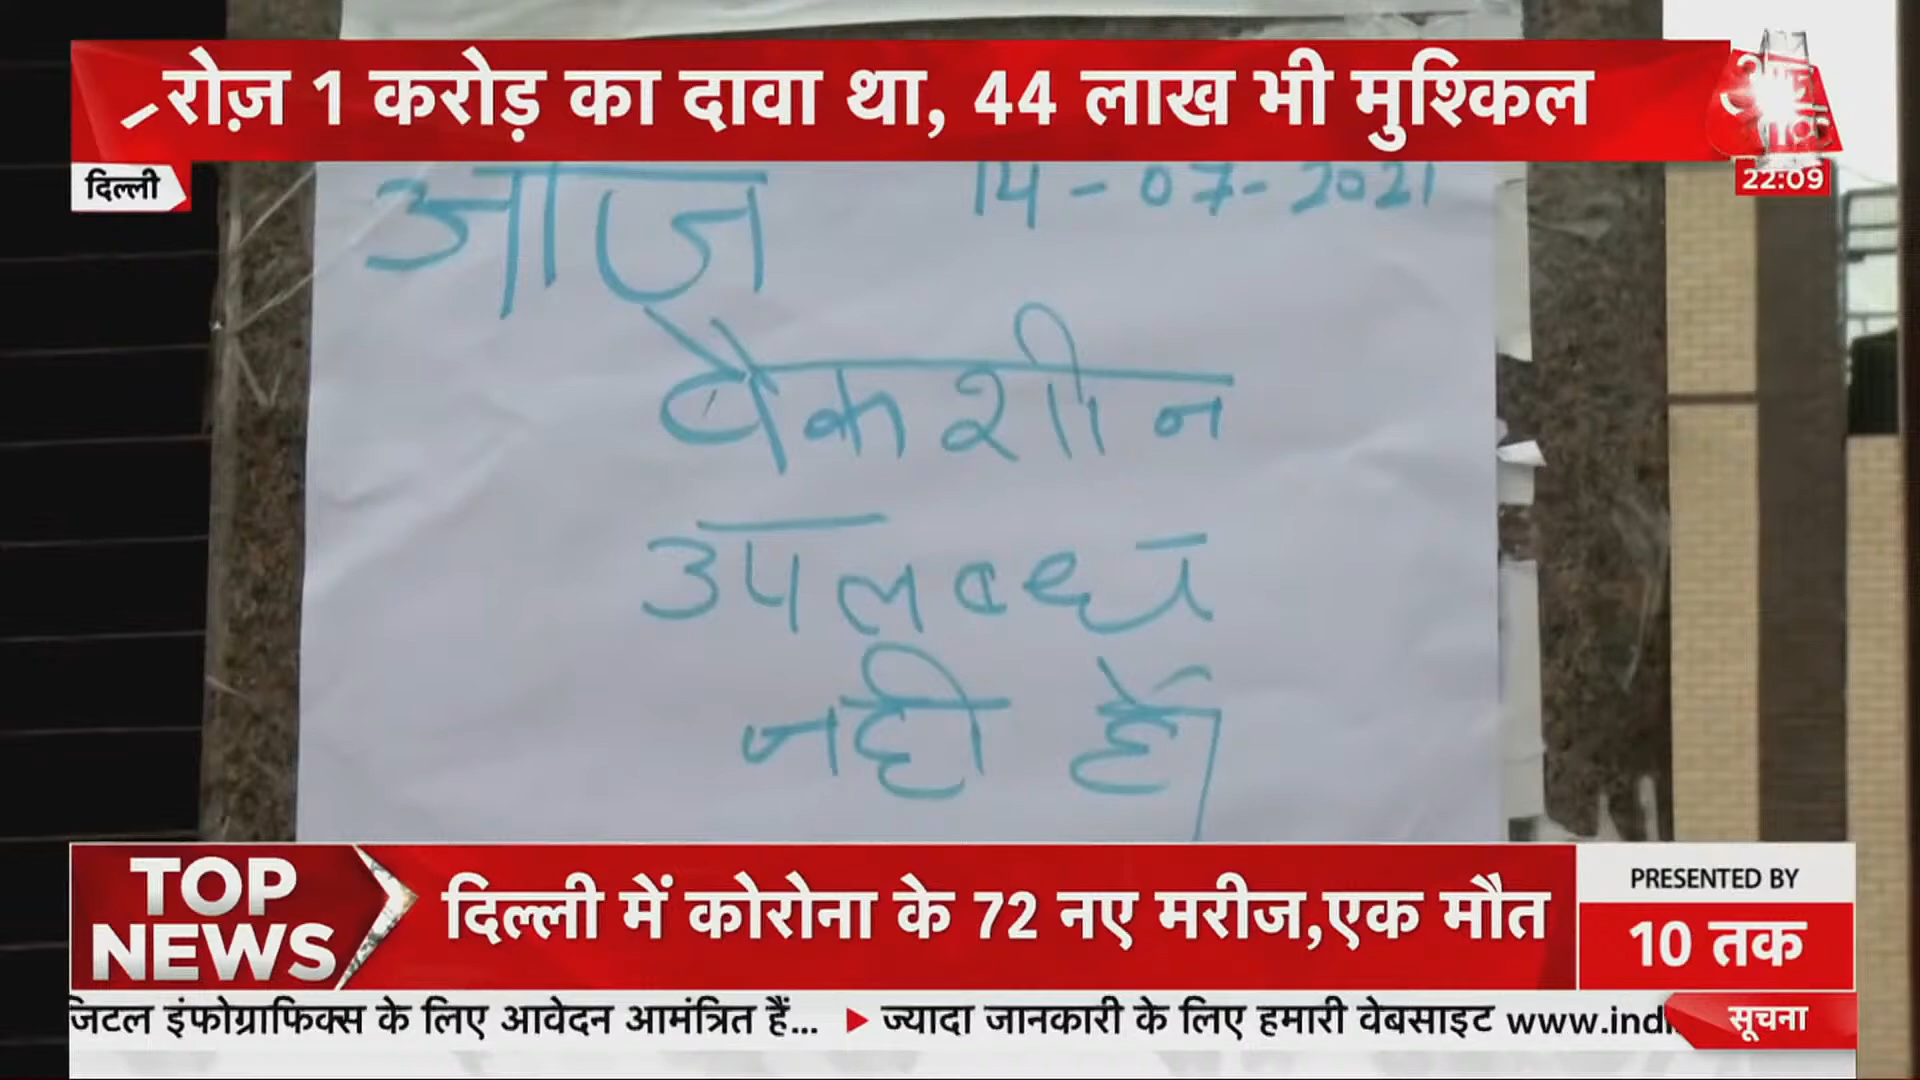 रोज़ 1 करोड़ का दावा था, 44 लाख भी मुश्किल
दिल्ली
22:09
आज 14-07-2021
वैकशीन
उपलब्ध
नही हैं।
TOP
NEWS
दिल्ली में कोरोना के 72 नए मरीज,एक मौत
PRESENTED BY
10 तक
जिटल इंफोग्राफिक्स के लिए आवेदन आमंत्रित हैं... ज्यादा जानकारी के लिए हमारी वेबसाइट www.indi
सूचना